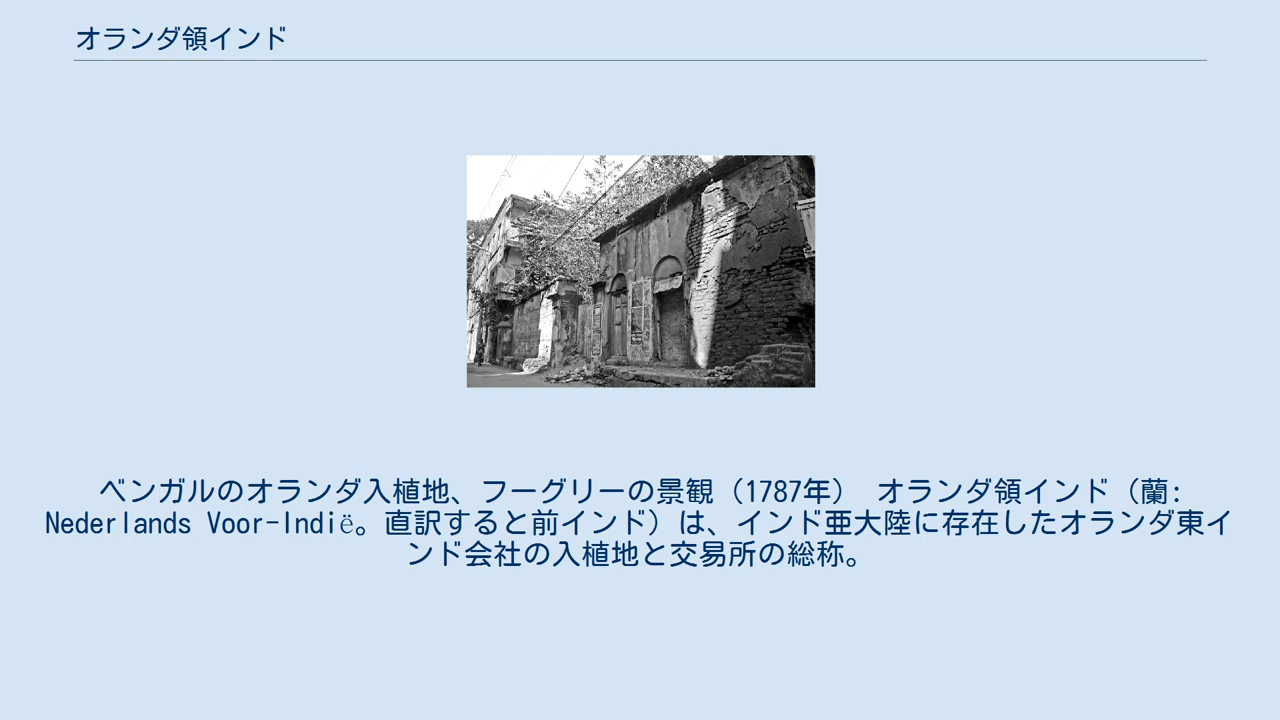 オランダ領インド
ベンガルのオランダ入植地、フーグリーの景観（1787年） オランダ領インド（蘭:
Nederlands Voor-Indië。直訳すると前インド）は、インド亜大陸に存在したオランダ東イ
ンド会社の入植地と交易所の総称。